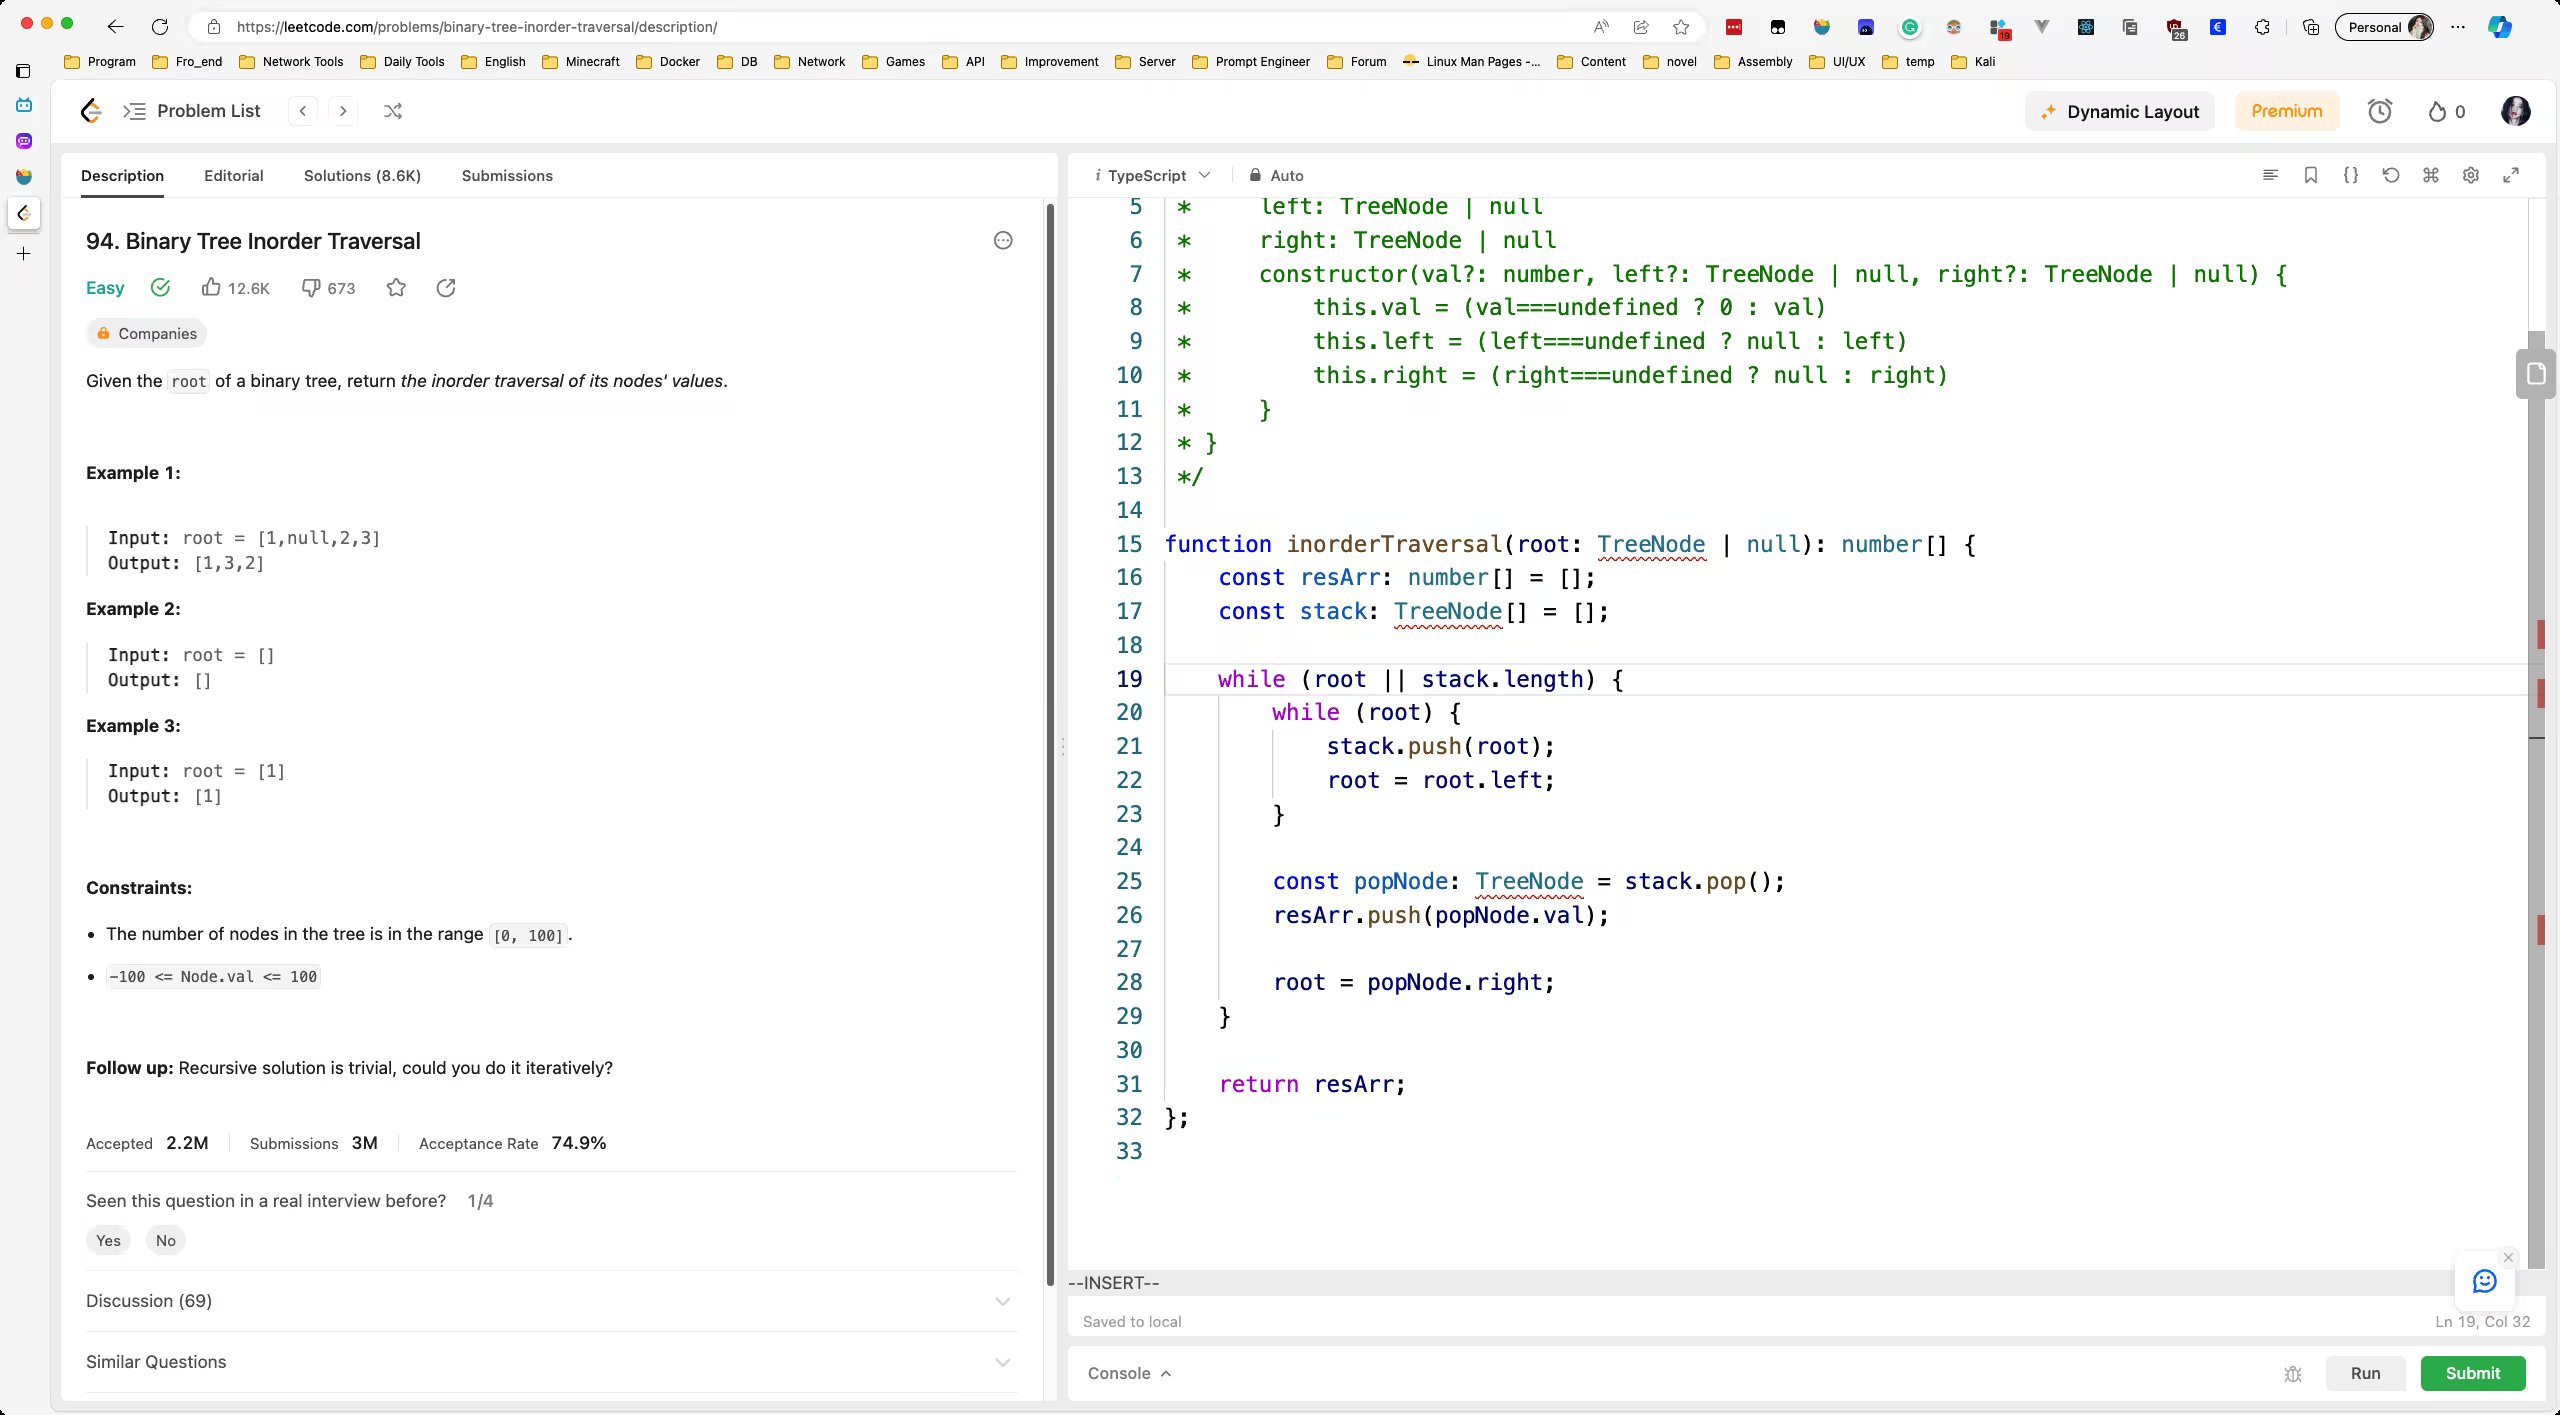 https://leetcode.com/problems/binary-tree-inorder-traversal/description/
19
26
Personal
Program Fro_end Network Tools Daily Tools English Minecraft Docker DB Network Games API Improvement Server Prompt Engineer Forum Linux Man Pages -... Content novel Assembly UI/UX temp Kali
Problem List
Dynamic Layout
Premium
0
Description Editorial Solutions (8.6K) Submissions
94. Binary Tree Inorder Traversal
Easy 12.6K 673
Companies
Given the root of a binary tree, return the inorder traversal of its nodes' values.
Example 1:
Input: root = [1,null,2,3]
Output: [1,3,2]
Example 2:
Input: root = []
Output: []
Example 3:
Input: root = [1]
Output: [1]
Constraints:
• The number of nodes in the tree is in the range [0, 100].
• -100 <= Node.val <= 100
Follow up: Recursive solution is trivial, could you do it iteratively?
Accepted 2.2M Submissions 3M Acceptance Rate 74.9%
Seen this question in a real interview before? 1/4
Yes No
Discussion (69)
Similar Questions
i TypeScript Auto
5 * left: TreeNode | null
6 * right: TreeNode | null
7 * constructor(val?: number, left?: TreeNode | null, right?: TreeNode | null) {
8 * this.val = (val===undefined ? 0 : val)
9 * this.left = (left===undefined ? null : left)
10 * this.right = (right===undefined ? null : right)
11 * }
12 * }
13 */
14
15 function inorderTraversal(root: TreeNode | null): number[] {
16 const resArr: number[] = [];
17 const stack: TreeNode[] = [];
18
19 while (root || stack.length) {
20 while (root) {
21 stack.push(root);
22 root = root.left;
23 }
24
25 const popNode: TreeNode = stack.pop();
26 resArr.push(popNode.val);
27
28 root = popNode.right;
29 }
30
31 return resArr;
32 };
33
--INSERT--
Saved to local
Ln 19, Col 32
Console
Run
Submit